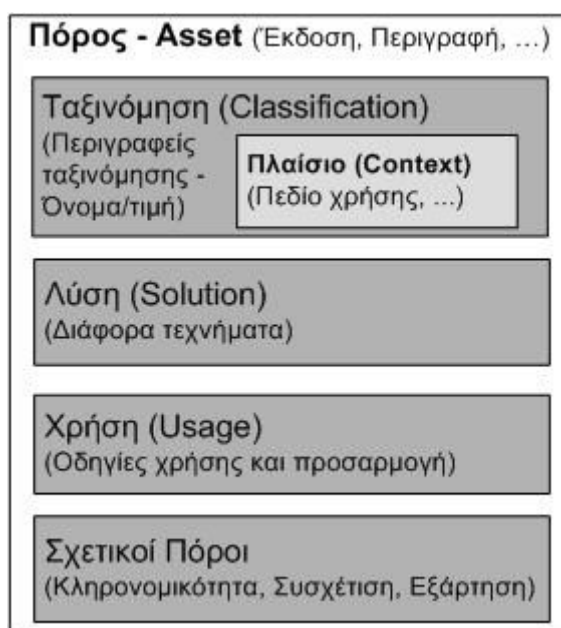 Πόρος - Asset (Έκδοση, Περιγραφή, ...)
Ταξινόμηση (Classification)
(Περιγραφείς
ταξινόμησης -
Όνομα/τιμή)
Πλαίσιο (Context)
(Πεδίο χρήσης, ...)
Λύση (Solution)
(Διάφορα τεχνήματα)
Χρήση (Usage)
(Οδηγίες χρήσης και προσαρμογή)
Σχετικοί Πόροι
(Κληρονομικότητα, Συσχέτιση, Εξάρτηση)